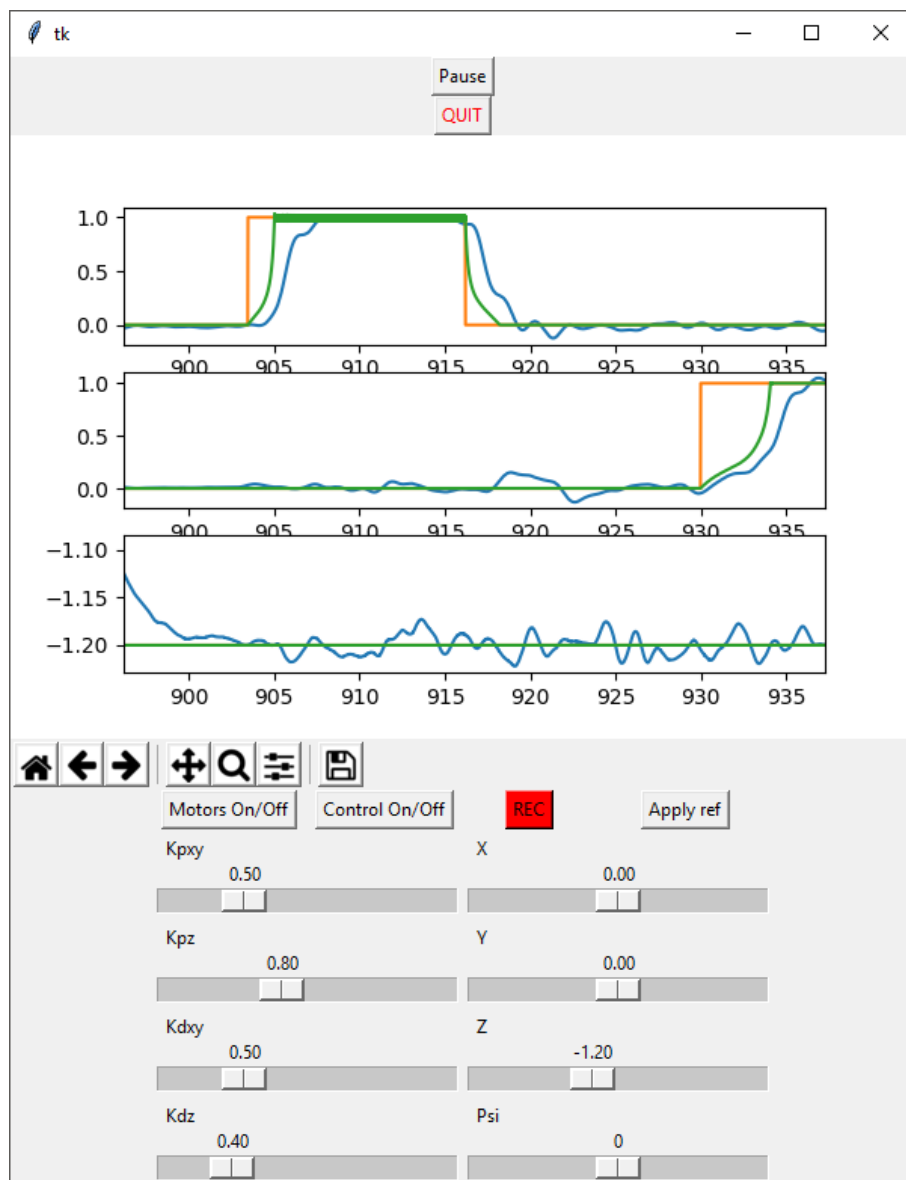 tk
Pause
QUIT
1.0
0.5
0.0
900 905 910 915 920 925 930 935
1.0
0.5
0.0
900 905 910 915 920 925 930 935
−1.10
−1.15
−1.20
900 905 910 915 920 925 930 935
Motors On/Off Control On/Off REC Apply ref
Kpxy X
0.50 0.00
Kpz Y
0.80 0.00
Kdxy Z
0.50 -1.20
Kdz Psi
0.40 0